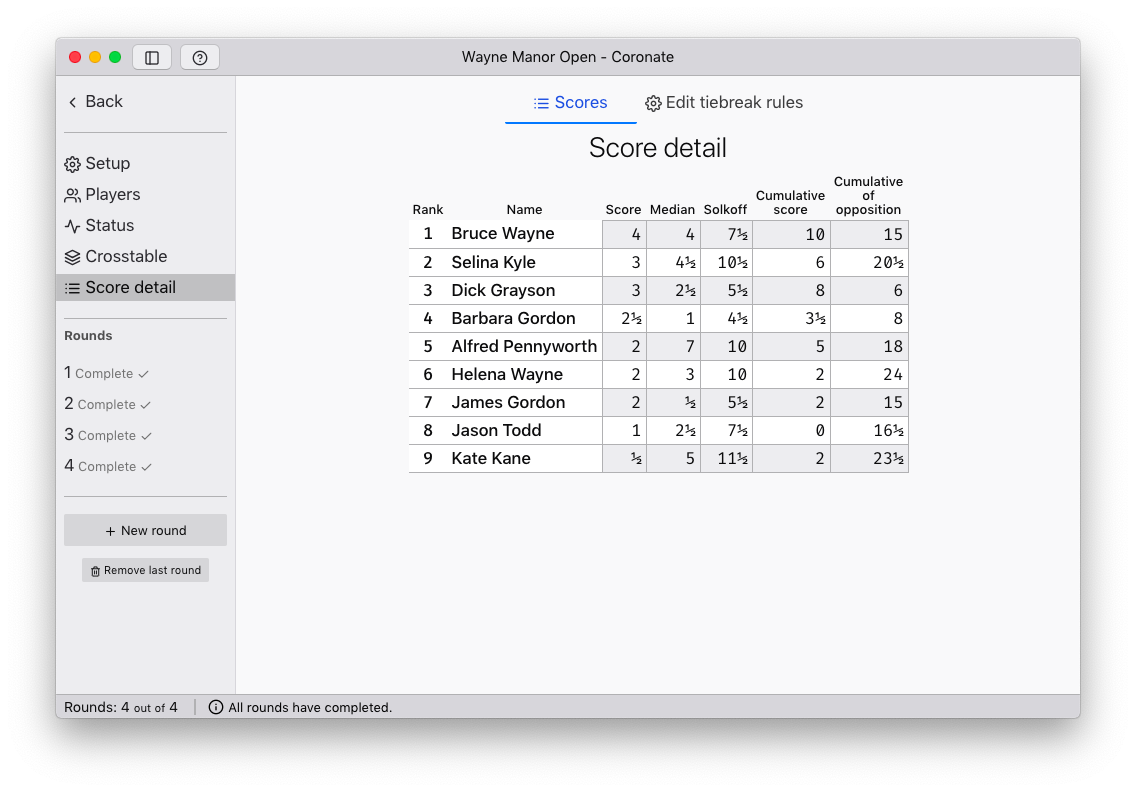 Wayne Manor Open - Coronate
Back
Setup
Players
Status
Crosstable
Score detail
Rounds
1 Complete ✓
2 Complete ✓
3 Complete ✓
4 Complete ✓
+ New round
Remove last round
Scores Edit tiebreak rules
Score detail
Rank Name Score Median Solkoff Cumulative score Cumulative of opposition
1 Bruce Wayne 4 4 7½ 10 15
2 Selina Kyle 3 4½ 10½ 6 20½
3 Dick Grayson 3 2½ 5½ 8 6
4 Barbara Gordon 2½ 1 4½ 3½ 8
5 Alfred Pennyworth 2 7 10 5 18
6 Helena Wayne 2 3 10 2 24
7 James Gordon 2 ½ 5½ 2 15
8 Jason Todd 1 2½ 7½ 0 16½
9 Kate Kane ½ 5 11½ 2 23½
Rounds: 4 out of 4 All rounds have completed.